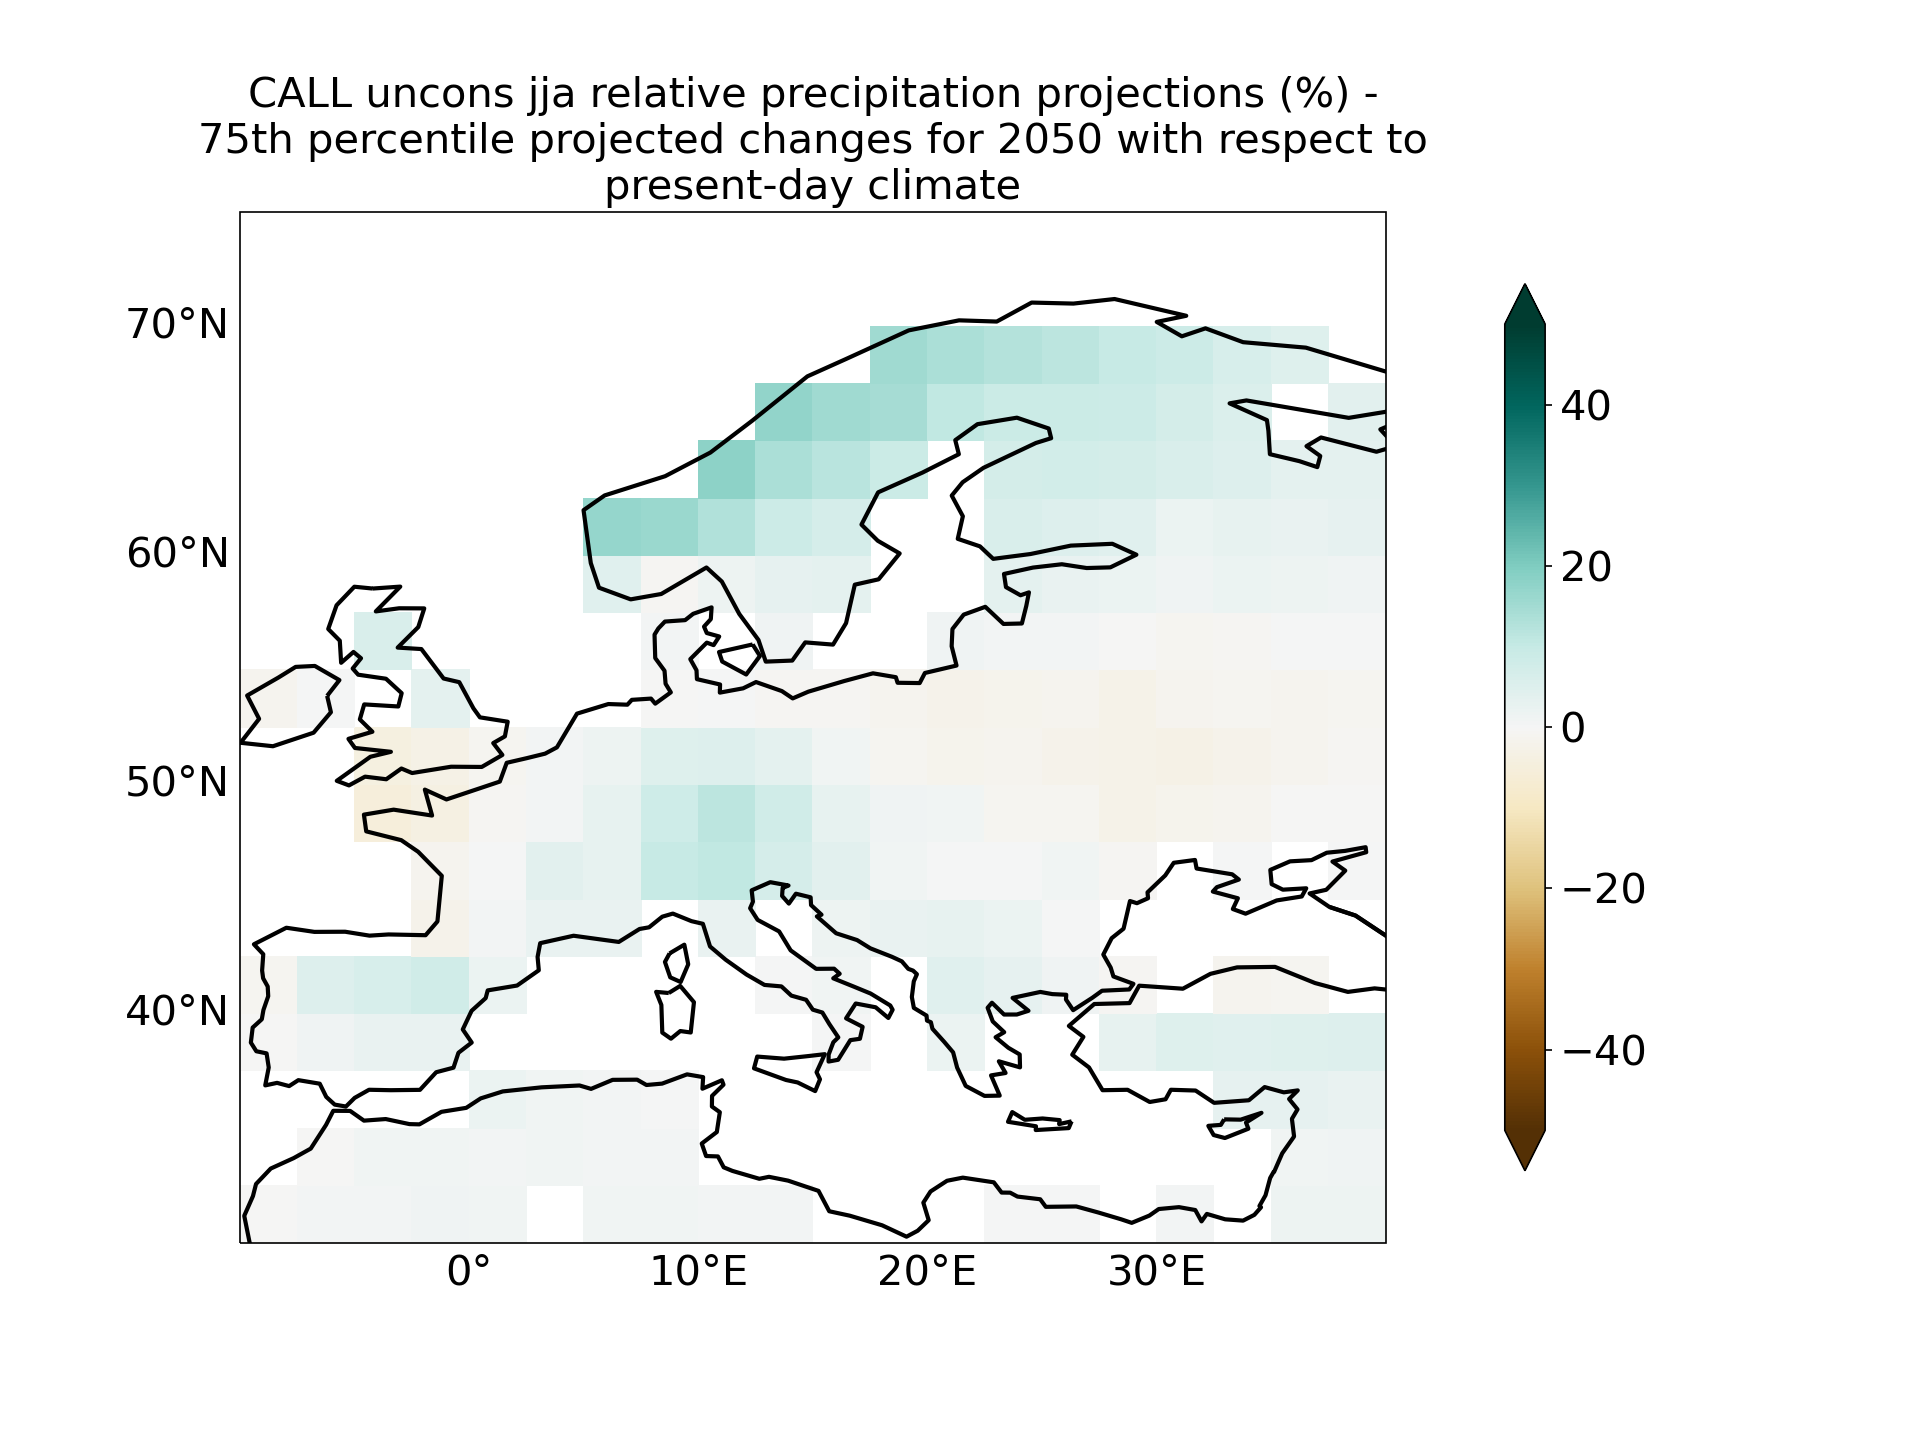 CALL uncons jja relative precipitation projections (%) -
75th percentile projected changes for 2050 with respect to
present-day climate
70°N
60°N
50°N
40°N
0°
10°E
20°E
30°E
40
20
0
−20
−40